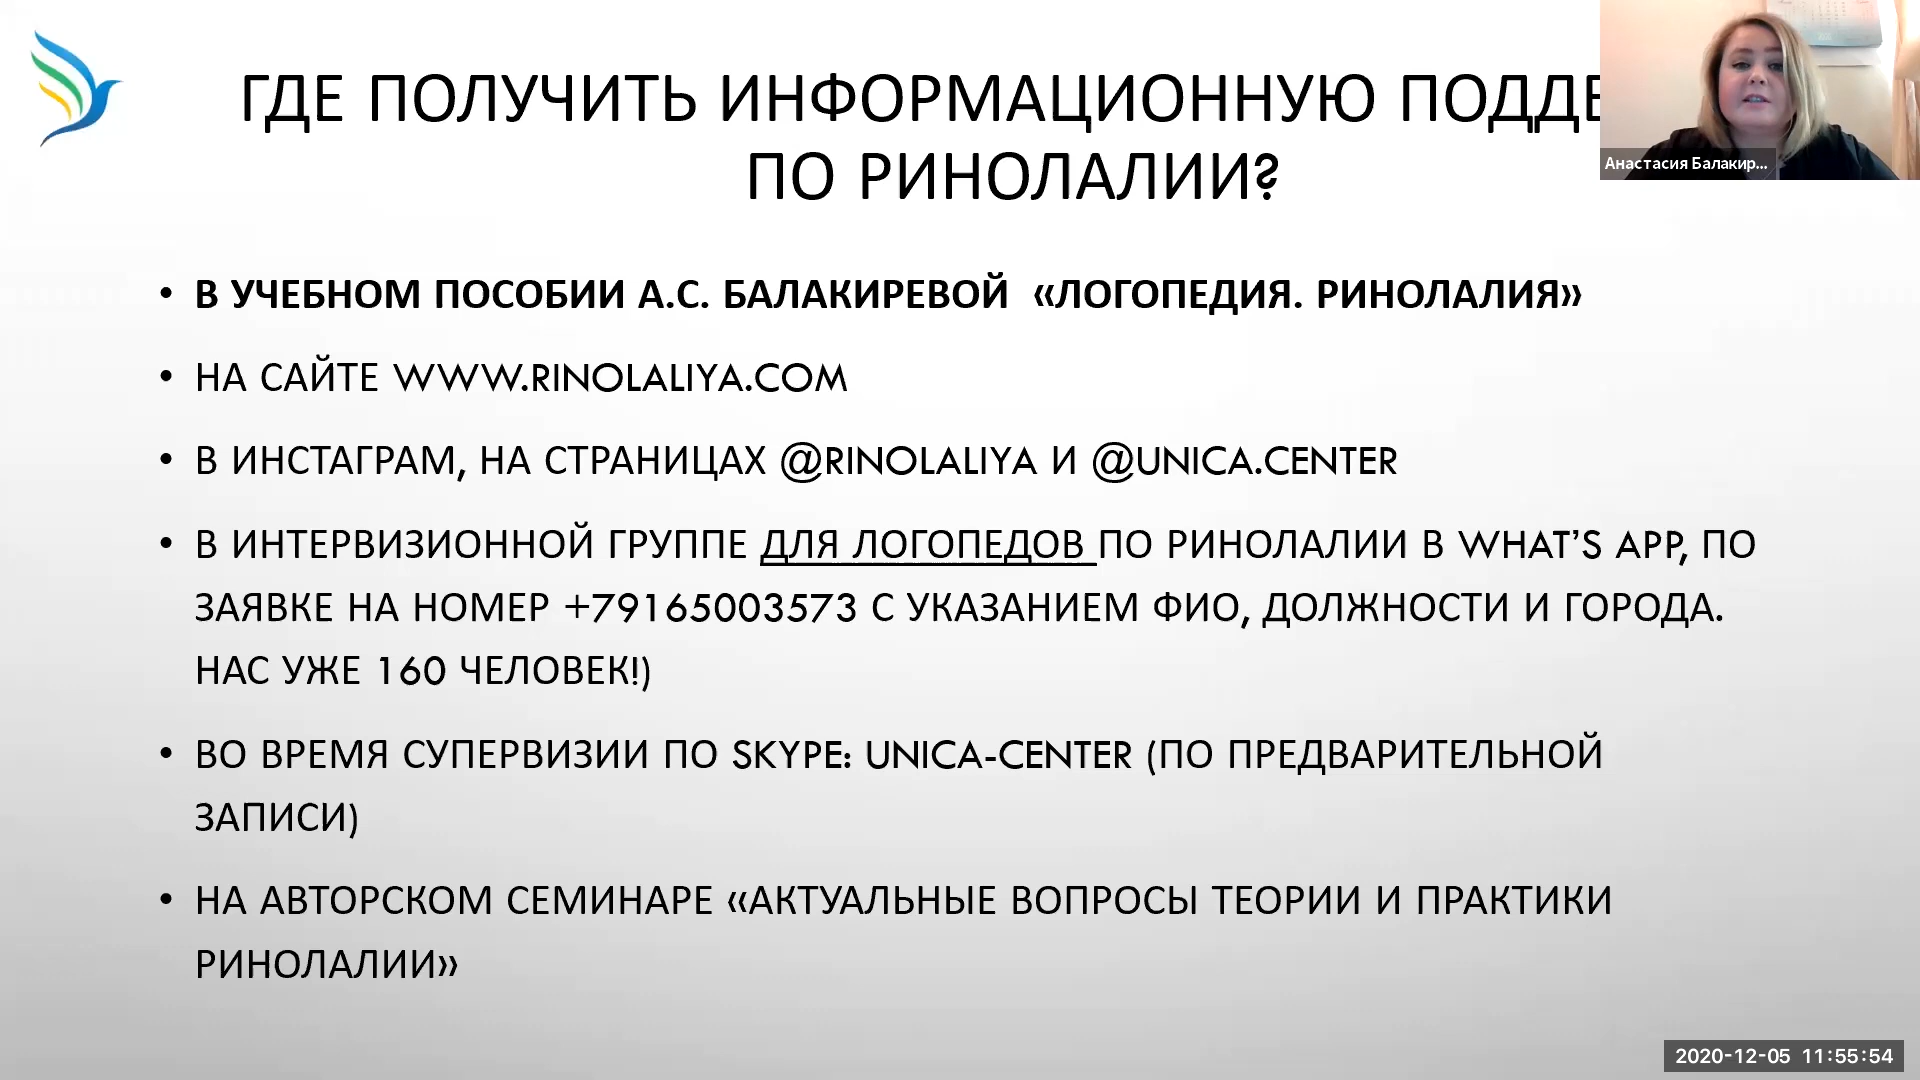 ГДЕ ПОЛУЧИТЬ ИНФОРМАЦИОННУЮ
ПО РИНОЛАЛИИ?
Анастасия Балакир...
• В УЧЕБНОМ ПОСОБИИ А.С. БАЛАКИРЕВОЙ «ЛОГОПЕДИЯ. РИНОЛАЛИЯ»
• НА САЙТЕ WWW.RINOLALIYA.COM
• В ИНСТАГРАМ, НА СТРАНИЦАХ @RINOLALIYA И @UNICA.CENTER
• В ИНТЕРВИЗИОННОЙ ГРУППЕ ДЛЯ ЛОГОПЕДОВ ПО РИНОЛАЛИИ В WHAT'S APP, ПО
ЗАЯВКЕ НА НОМЕР +79165003573 С УКАЗАНИЕМ ФИО, ДОЛЖНОСТИ И ГОРОДА.
НАС УЖЕ 160 ЧЕЛОВЕК!)
• ВО ВРЕМЯ СУПЕРВИЗИИ ПО SKYPE: UNICA-CENTER (ПО ПРЕДВАРИТЕЛЬНОЙ
ЗАПИСИ)
• НА АВТОРСКОМ СЕМИНАРЕ «АКТУАЛЬНЫЕ ВОПРОСЫ ТЕОРИИ И ПРАКТИКИ
РИНОЛАЛИИ»
2020-12-05 11:55:54